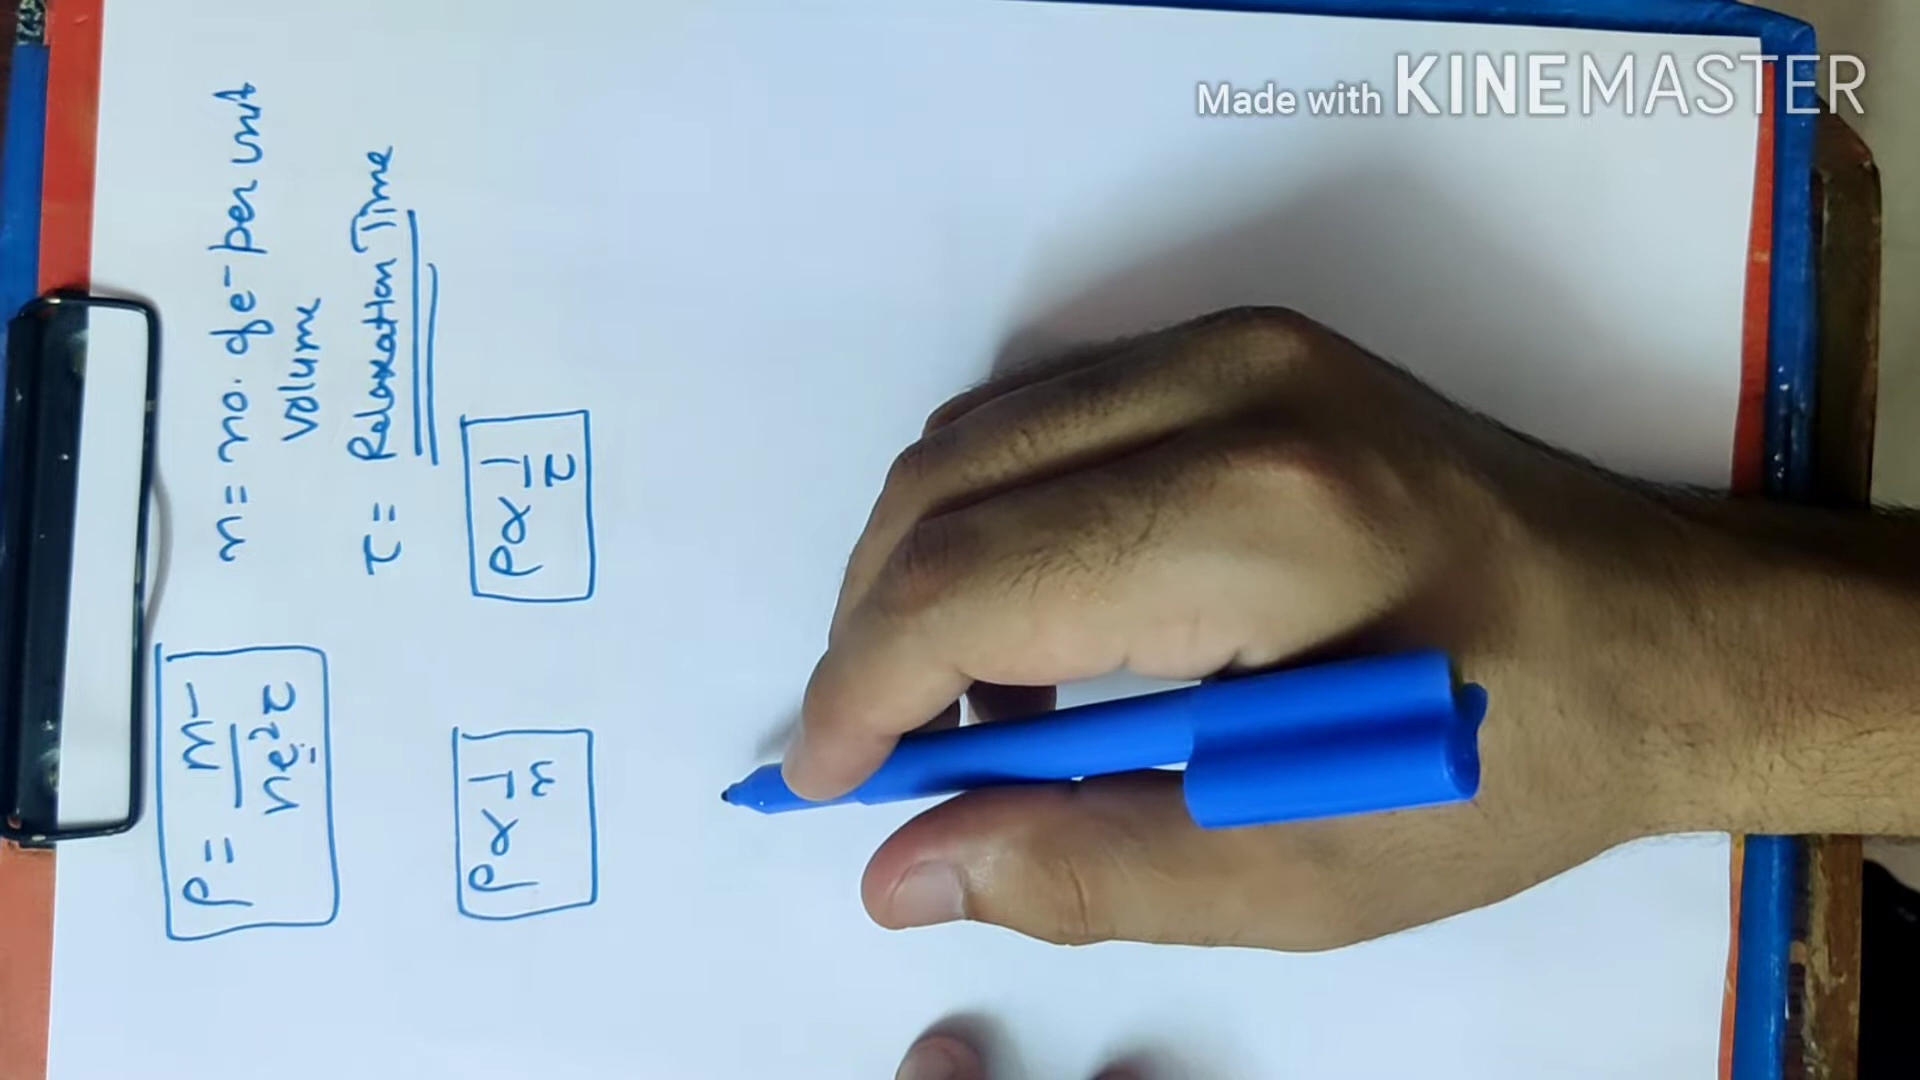 Made with KINEMASTER
ρ = m / ne²τ
n = no. of e⁻ per unit
volume
τ = Relaxation Time
ρ ∝ 1/n
ρ ∝ 1/τ